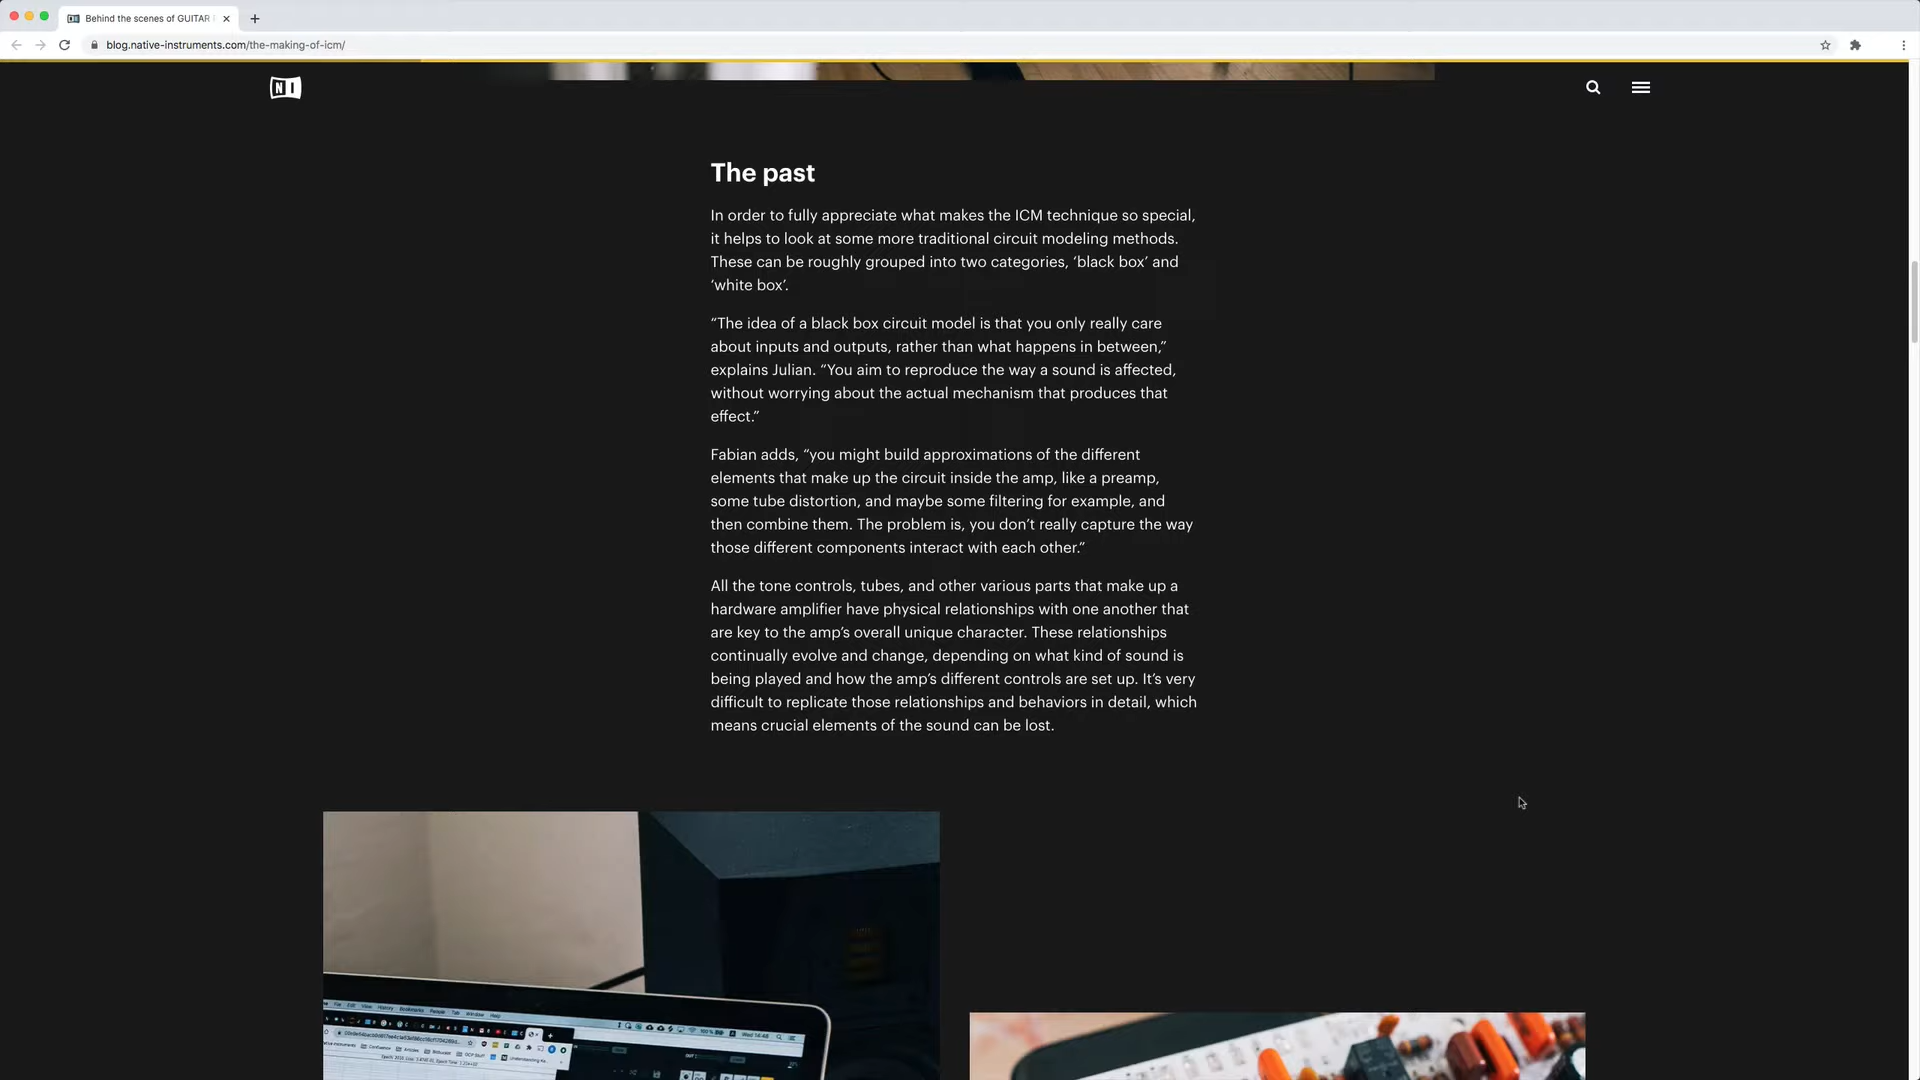 Behind the scenes of GUITAR
blog.native-instruments.com/the-making-of-icm/
NI
The past
In order to fully appreciate what makes the ICM technique so special,
it helps to look at some more traditional circuit modeling methods.
These can be roughly grouped into two categories, ‘black box’ and
‘white box’.
“The idea of a black box circuit model is that you only really care
about inputs and outputs, rather than what happens in between,”
explains Julian. “You aim to reproduce the way a sound is affected,
without worrying about the actual mechanism that produces that
effect.”
Fabian adds, “you might build approximations of the different
elements that make up the circuit inside the amp, like a preamp,
some tube distortion, and maybe some filtering for example, and
then combine them. The problem is, you don’t really capture the way
those different components interact with each other.”
All the tone controls, tubes, and other various parts that make up a
hardware amplifier have physical relationships with one another that
are key to the amp’s overall unique character. These relationships
continually evolve and change, depending on what kind of sound is
being played and how the amp’s different controls are set up. It’s very
difficult to replicate those relationships and behaviors in detail, which
means crucial elements of the sound can be lost.
File Edit View History Bookmarks People Tab Window Help